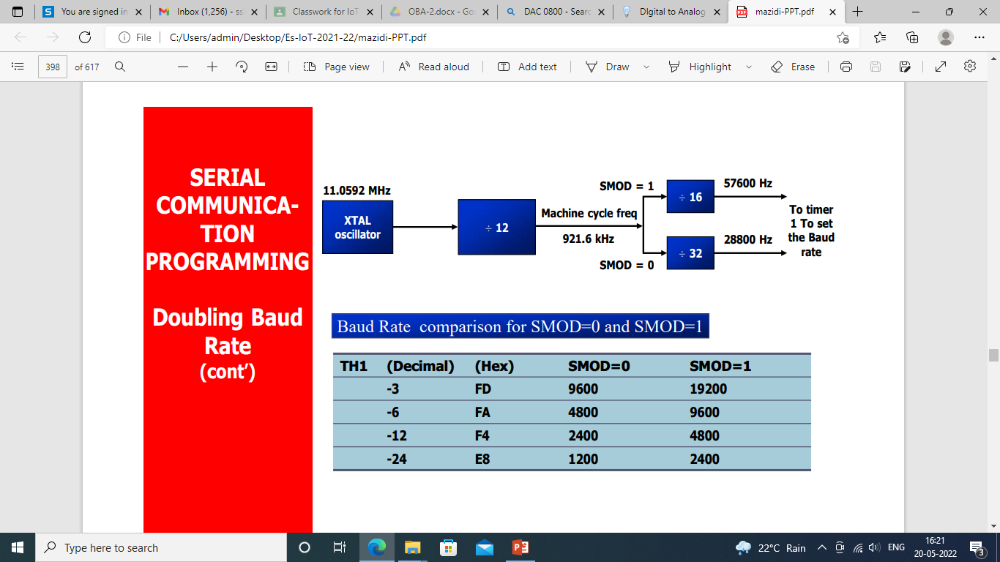 You are signed in
Inbox (1,256) - ss
Classwork for IoT
OBA-2.docx - Go
DAC 0800 - Searc
DIgital to Analog
mazidi-PPT.pdf
File C:/Users/admin/Desktop/Es-IoT-2021-22/mazidi-PPT.pdf
398 of 617
Page view
Read aloud
Add text
Draw
Highlight
Erase
SERIAL
COMMUNICA-
TION
PROGRAMMING
Doubling Baud
Rate
(cont’)
11.0592 MHz
XTAL
oscillator
÷ 12
Machine cycle freq
921.6 kHz
SMOD = 1
÷ 16
57600 Hz
SMOD = 0
÷ 32
28800 Hz
To timer
1 To set
the Baud
rate
Baud Rate comparison for SMOD=0 and SMOD=1
TH1 (Decimal) (Hex) SMOD=0 SMOD=1
-3 FD 9600 19200
-6 FA 4800 9600
-12 F4 2400 4800
-24 E8 1200 2400
Type here to search
22°C Rain
ENG
16:21
20-05-2022
3